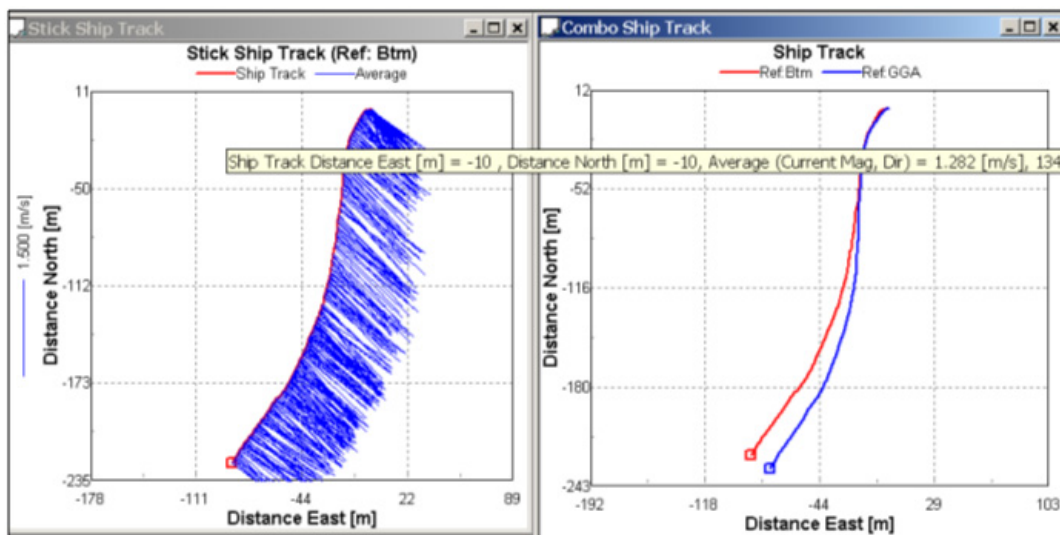 Stick Ship Track
Stick Ship Track (Ref: Btm)
Ship Track Average
11
-50
-112
-173
-235
-178 -111 -44 22 89
Distance North [m]
1.500 [m/s]
Distance East [m]
Ship Track Distance East [m] = -10 , Distance North [m] = -10, Average (Current Mag, Dir) = 1.282 [m/s], 134
Combo Ship Track
Ship Track
Ref:Btm Ref:GGA
12
-52
-116
-180
-243
-192 -118 -44 29 103
Distance North [m]
Distance East [m]